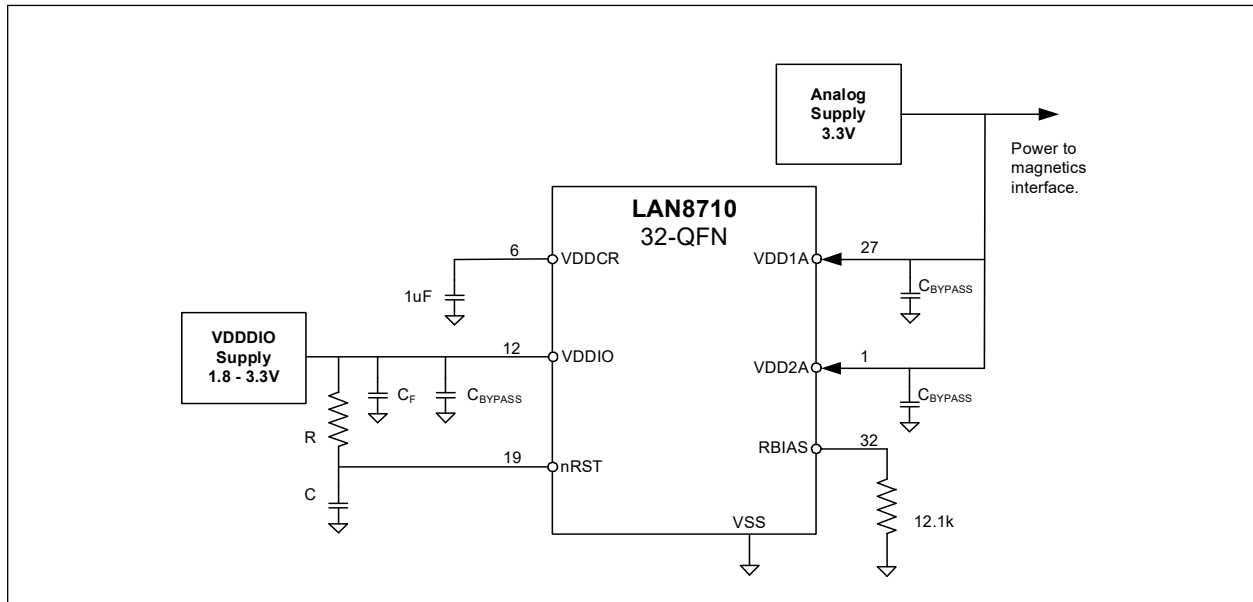 Analog
Supply
3.3V
Power to
magnetics
interface.
LAN8710
32-QFN
6
VDDCR
VDD1A
27
1uF
CBYPASS
VDDDIO
Supply
1.8 - 3.3V
12
VDDIO
VDD2A
1
CF
CBYPASS
CBYPASS
R
RBIAS
32
19
nRST
C
VSS
12.1k